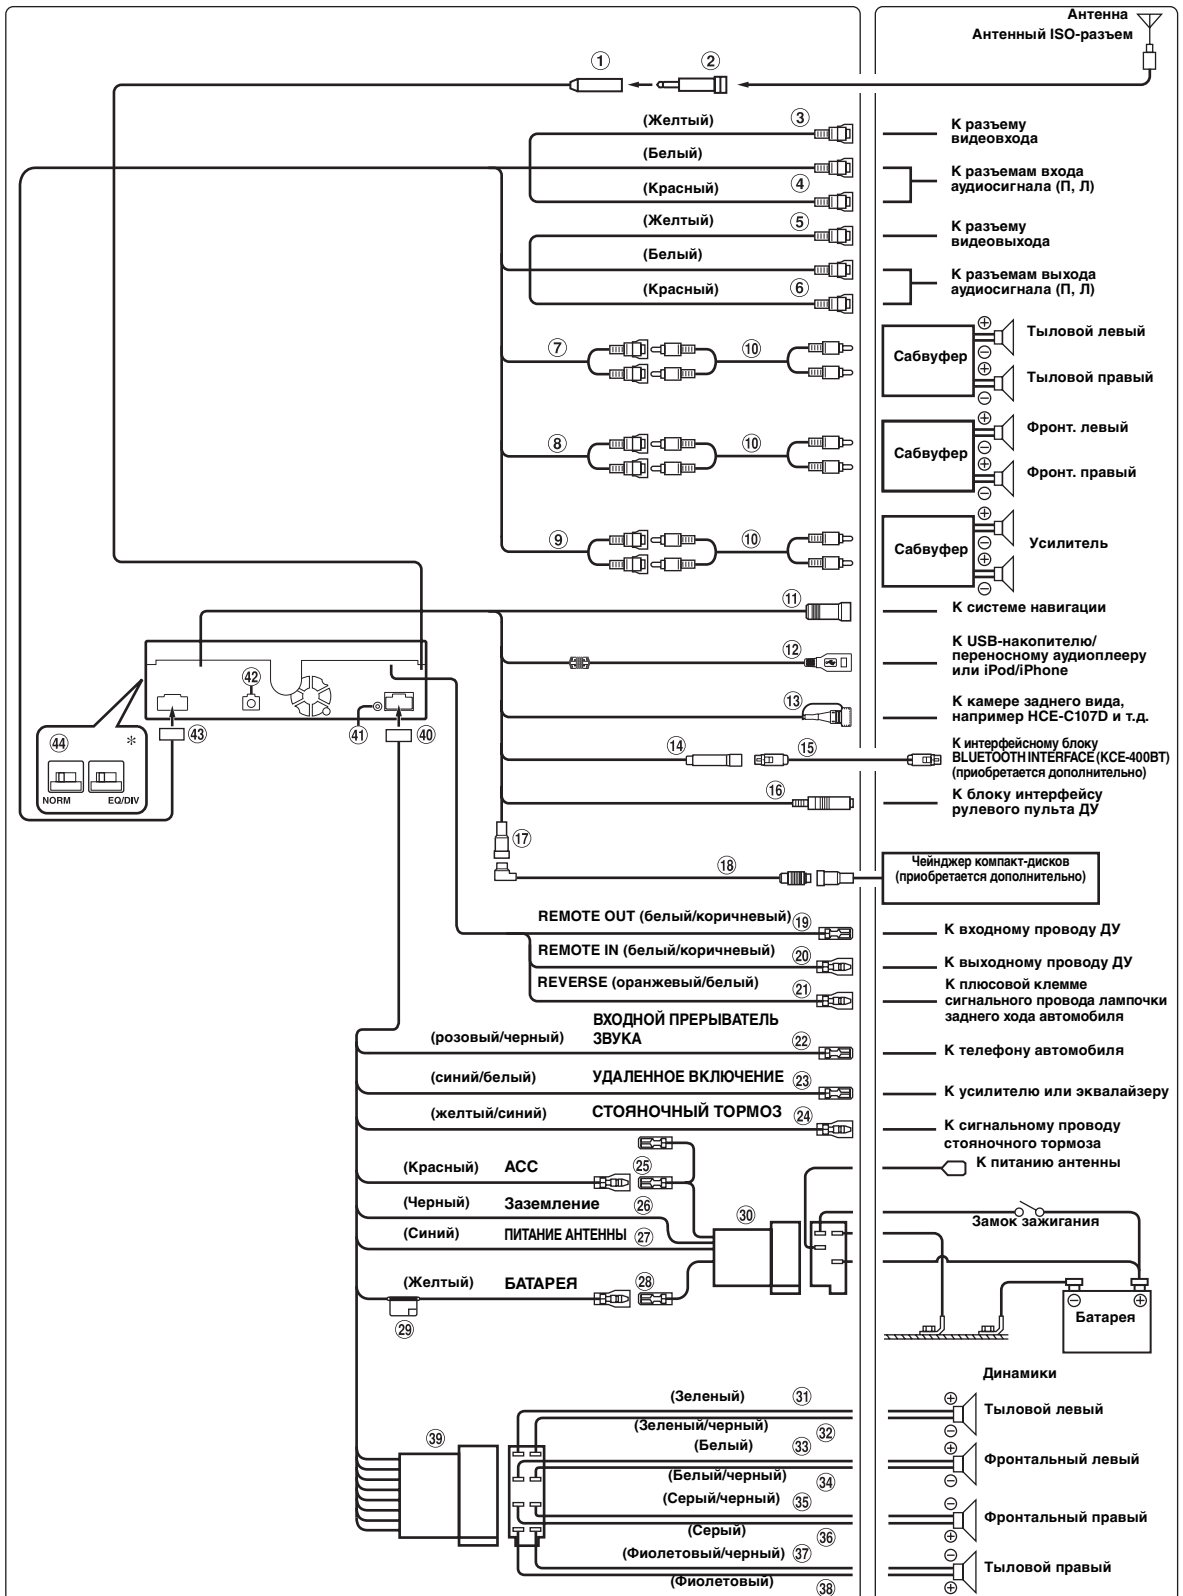 Антенна
Антенный ISO-разъем
① ②
(Желтый) ③ К разъему
видеовхода
(Белый)
К разъемам входа
аудиосигнала (П, Л)
(Красный) ④
(Желтый) ⑤ К разъему
видеовыхода
(Белый)
К разъемам выхода
аудиосигнала (П, Л)
(Красный) ⑥
⑦ ⑩ Сабвуфер
⊕ Тыловой левый
⊖
⊕ Тыловой правый
⊖
⑧ ⑩ Сабвуфер
⊕ Фронт. левый
⊖
⊕ Фронт. правый
⊖
⑨ ⑩ Сабвуфер
⊕
⊖ Усилитель
⊕
⊖
⑪ К системе навигации
⑫ К USB-накопителю/
переносному аудиоплееру
или iPod/iPhone
⑬ К камере заднего вида,
например HCE-C107D и т.д.
㊷
㊸ ㊶ ㊵
㊹ *
NORM EQ/DIV
⑭ ⑮ К интерфейсному блоку
BLUETOOTH INTERFACE (KCE-400BT)
(приобретается дополнительно)
⑯ К блоку интерфейсу
рулевого пульта ДУ
⑰
⑱ Чейнджер компакт-дисков
(приобретается дополнительно)
REMOTE OUT (белый/коричневый) ⑲ К входному проводу ДУ
REMOTE IN (белый/коричневый) ⑳ К выходному проводу ДУ
REVERSE (оранжевый/белый) ㉑ К плюсовой клемме
сигнального провода лампочки
заднего хода автомобиля
(розовый/черный) ВХОДНОЙ ПРЕРЫВАТЕЛЬ
ЗВУКА ㉒ К телефону автомобиля
(синий/белый) УДАЛЕННОЕ ВКЛЮЧЕНИЕ ㉓ К усилителю или эквалайзеру
(желтый/синий) СТОЯНОЧНЫЙ ТОРМОЗ ㉔ К сигнальному проводу
стояночного тормоза
(Красный) ACC ㉕ К питанию антенны
(Черный) Заземление ㉖ ㉚ Замок зажигания
(Синий) ПИТАНИЕ АНТЕННЫ ㉗
(Желтый) БАТАРЕЯ ㉘
㉙
⊖ ⊕
Батарея
Динамики
(Зеленый) ㉛ ⊕
Тыловой левый
(Зеленый/черный) ㉜ ⊖
㊴
(Белый) ㉝ ⊕
Фронтальный левый
(Белый/черный) ㉞ ⊖
(Серый/черный) ㉟ ⊖
Фронтальный правый
(Серый) ㊱ ⊕
(Фиолетовый/черный) ㊲ ⊖
Тыловой правый
(Фиолетовый) ㊳ ⊕